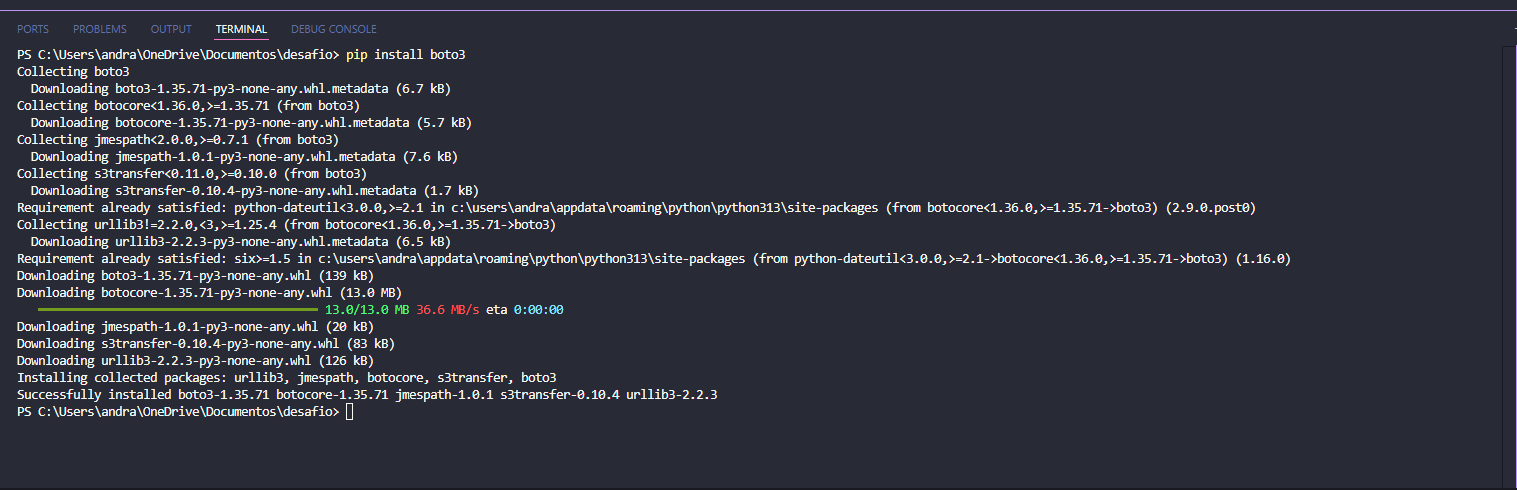 PORTS PROBLEMS OUTPUT TERMINAL DEBUG CONSOLE
PS C:\Users\andra\OneDrive\Documentos\desafio> pip install boto3
Collecting boto3
  Downloading boto3-1.35.71-py3-none-any.whl.metadata (6.7 kB)
Collecting botocore<1.36.0,>=1.35.71 (from boto3)
  Downloading botocore-1.35.71-py3-none-any.whl.metadata (5.7 kB)
Collecting jmespath<2.0.0,>=0.7.1 (from boto3)
  Downloading jmespath-1.0.1-py3-none-any.whl.metadata (7.6 kB)
Collecting s3transfer<0.11.0,>=0.10.0 (from boto3)
  Downloading s3transfer-0.10.4-py3-none-any.whl.metadata (1.7 kB)
Requirement already satisfied: python-dateutil<3.0.0,>=2.1 in c:\users\andra\appdata\roaming\python\python313\site-packages (from botocore<1.36.0,>=1.35.71->boto3) (2.9.0.post0)
Collecting urllib3!=2.2.0,<3,>=1.25.4 (from botocore<1.36.0,>=1.35.71->boto3)
  Downloading urllib3-2.2.3-py3-none-any.whl.metadata (6.5 kB)
Requirement already satisfied: six>=1.5 in c:\users\andra\appdata\roaming\python\python313\site-packages (from python-dateutil<3.0.0,>=2.1->botocore<1.36.0,>=1.35.71->boto3) (1.16.0)
Downloading boto3-1.35.71-py3-none-any.whl (139 kB)
Downloading botocore-1.35.71-py3-none-any.whl (13.0 MB)
13.0/13.0 MB 36.6 MB/s eta 0:00:00
Downloading jmespath-1.0.1-py3-none-any.whl (20 kB)
Downloading s3transfer-0.10.4-py3-none-any.whl (83 kB)
Downloading urllib3-2.2.3-py3-none-any.whl (126 kB)
Installing collected packages: urllib3, jmespath, botocore, s3transfer, boto3
Successfully installed boto3-1.35.71 botocore-1.35.71 jmespath-1.0.1 s3transfer-0.10.4 urllib3-2.2.3
PS C:\Users\andra\OneDrive\Documentos\desafio>